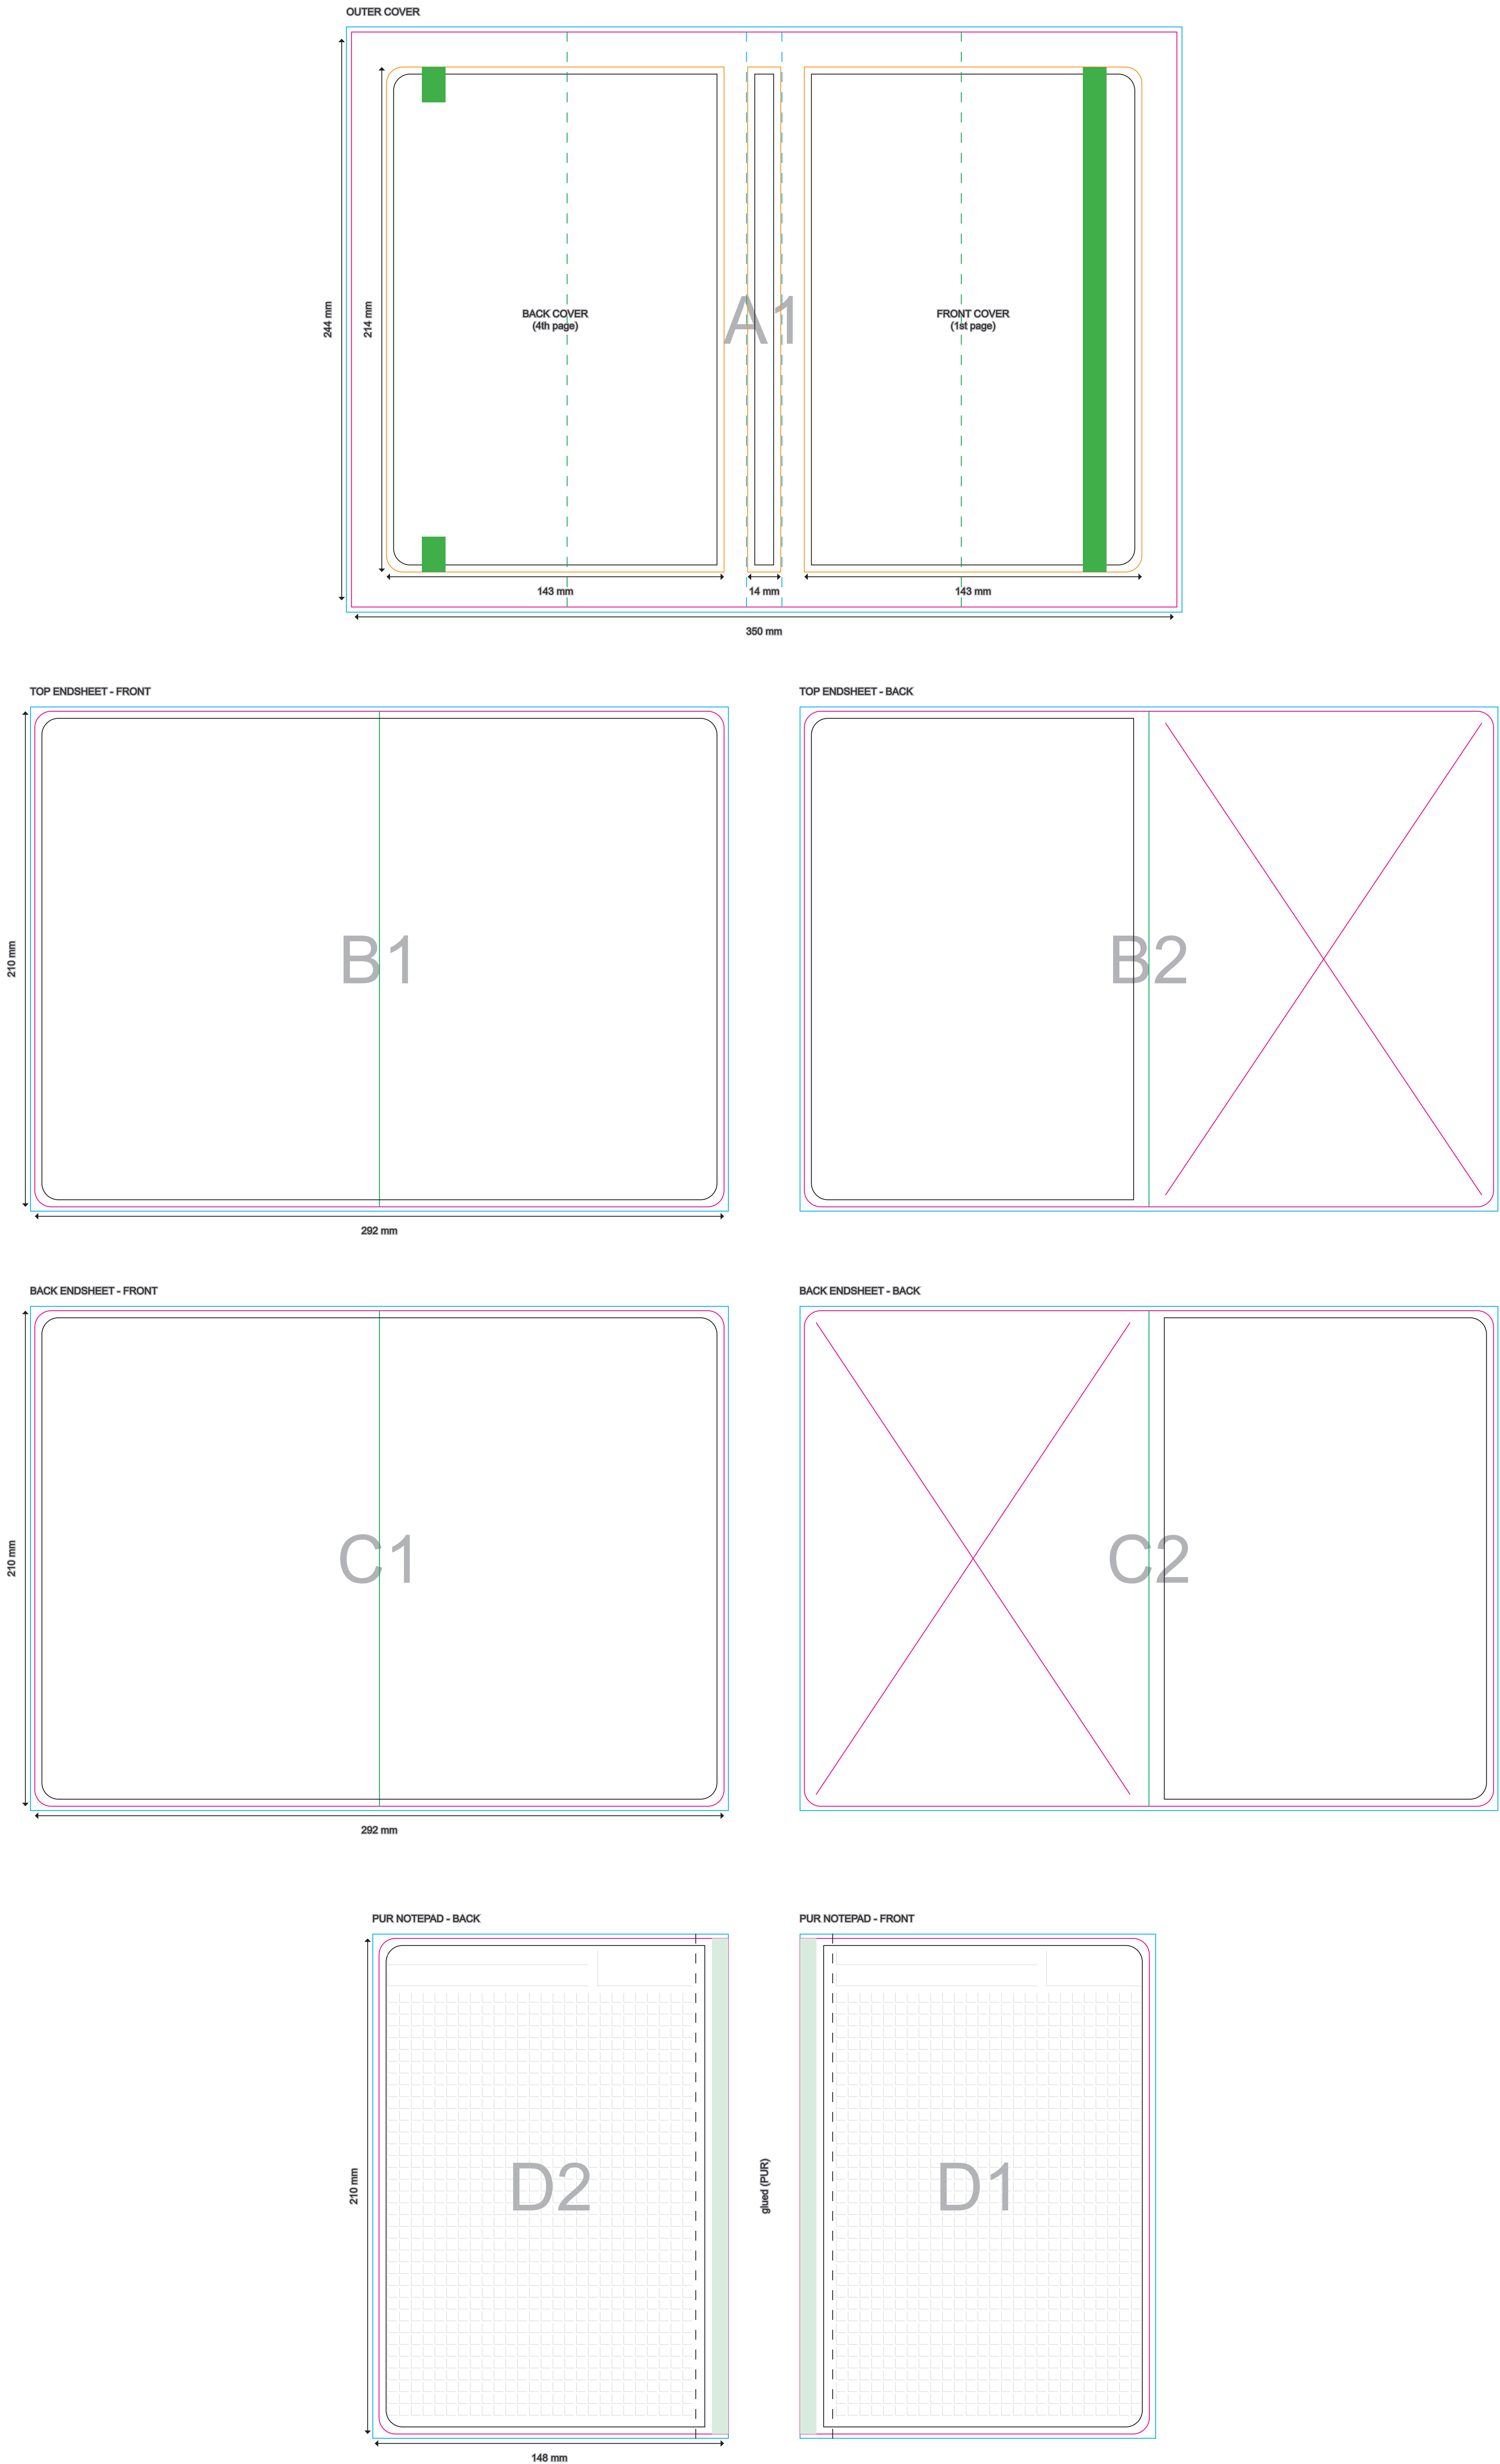 OUTER COVER
244 mm
214 mm
BACK COVER
(4th page)
A1
FRONT COVER
(1st page)
143 mm
14 mm
143 mm
350 mm
TOP ENDSHEET - FRONT
TOP ENDSHEET - BACK
210 mm
B1
B2
292 mm
BACK ENDSHEET - FRONT
BACK ENDSHEET - BACK
210 mm
C1
C2
292 mm
PUR NOTEPAD - BACK
PUR NOTEPAD - FRONT
210 mm
D2
glued (PUR)
D1
148 mm